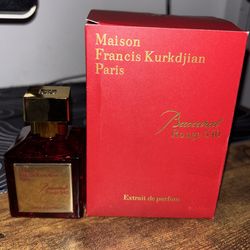 Maison
Francis Kurkdjian
Paris
Baccarat
Rouge 540
Extrait de parfum